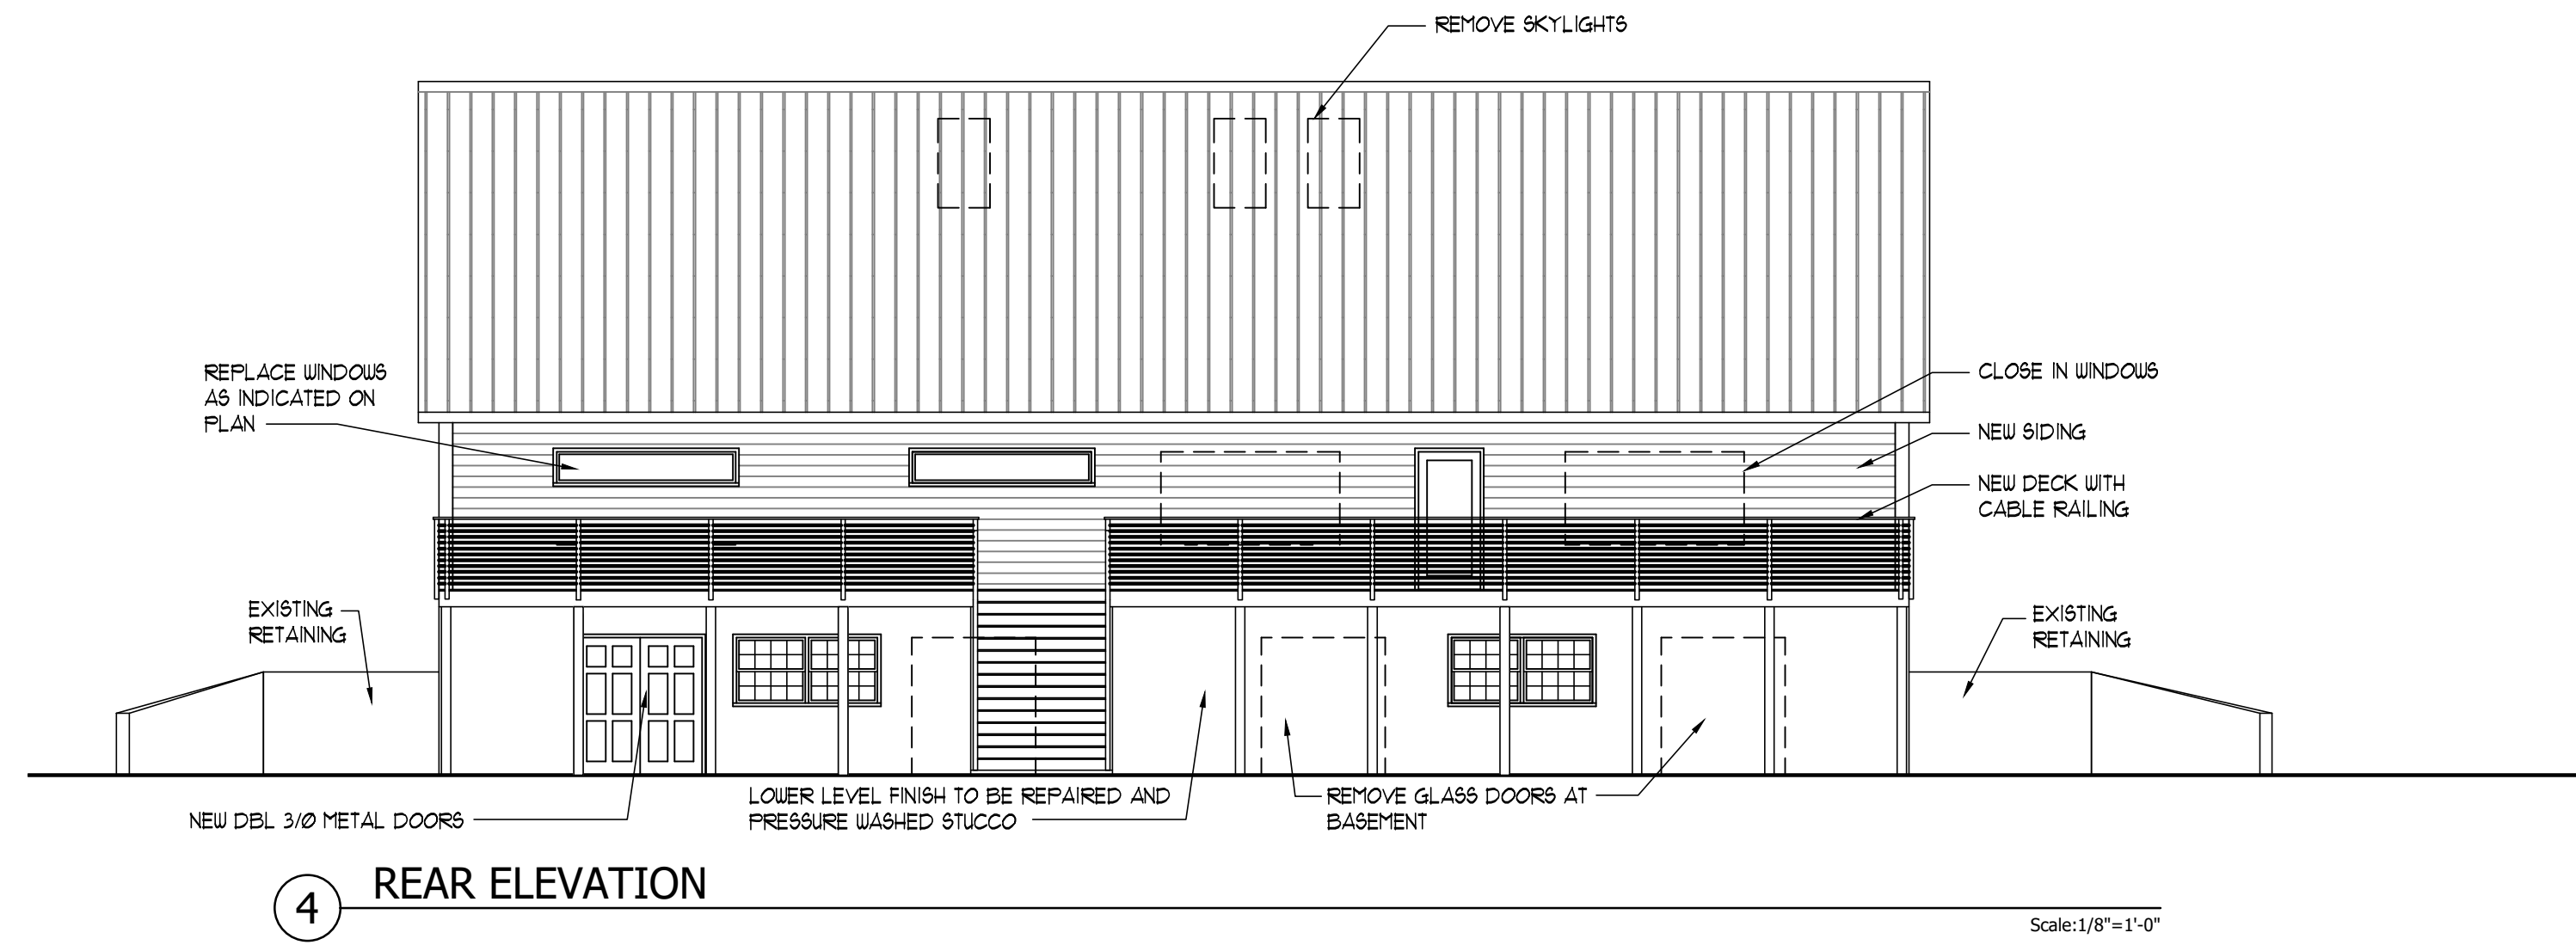 REMOVE SKYLIGHTS
REPLACE WINDOWS
AS INDICATED ON
PLAN
CLOSE IN WINDOWS
NEW SIDING
NEW DECK WITH
CABLE RAILING
EXISTING
RETAINING
EXISTING
RETAINING
NEW DBL 3/Ø METAL DOORS
LOWER LEVEL FINISH TO BE REPAIRED AND
PRESSURE WASHED STUCCO
REMOVE GLASS DOORS AT
BASEMENT
4
REAR ELEVATION
Scale:1/8"=1'-0"